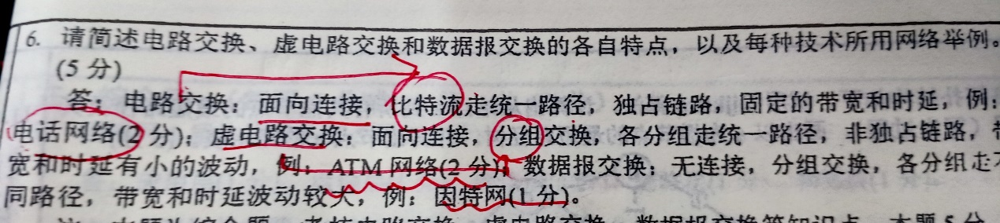 6. 请简述电路交换、虚电路交换和数据报交换的各自特点，以及每种技术所用网络举例。
(5 分)
答：电路交换：面向连接，比特流走统一路径，独占链路，固定的带宽和时延，例：
电话网络(2 分)；虚电路交换：面向连接，分组交换，各分组走统一路径，非独占链路，
宽和时延有小的波动，例：ATM 网络(2 分)；数据报交换：无连接，分组交换，各分组走不
同路径，带宽和时延波动较大，例：因特网(1 分)。